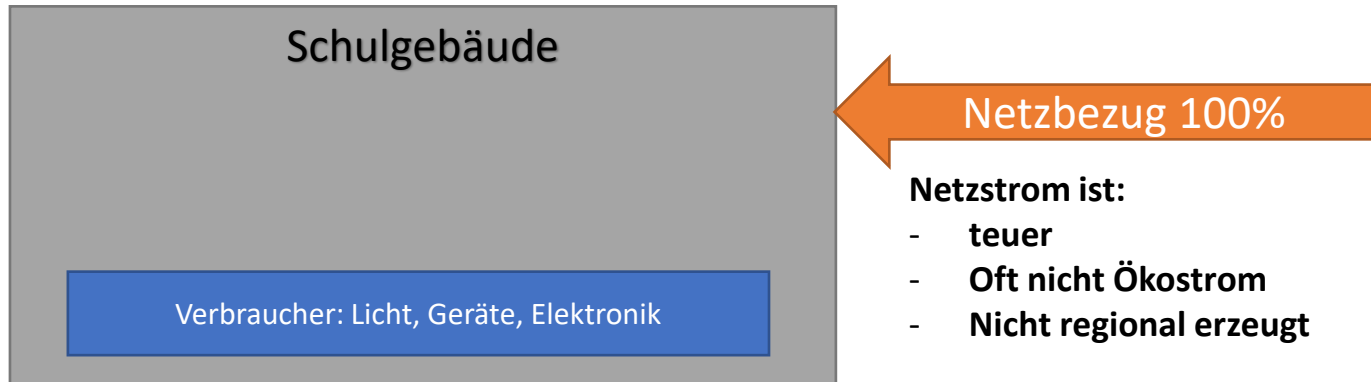 Schulgebäude
Netzbezug 100%
Netzstrom ist:
- teuer
- Oft nicht Ökostrom
- Nicht regional erzeugt
Verbraucher: Licht, Geräte, Elektronik